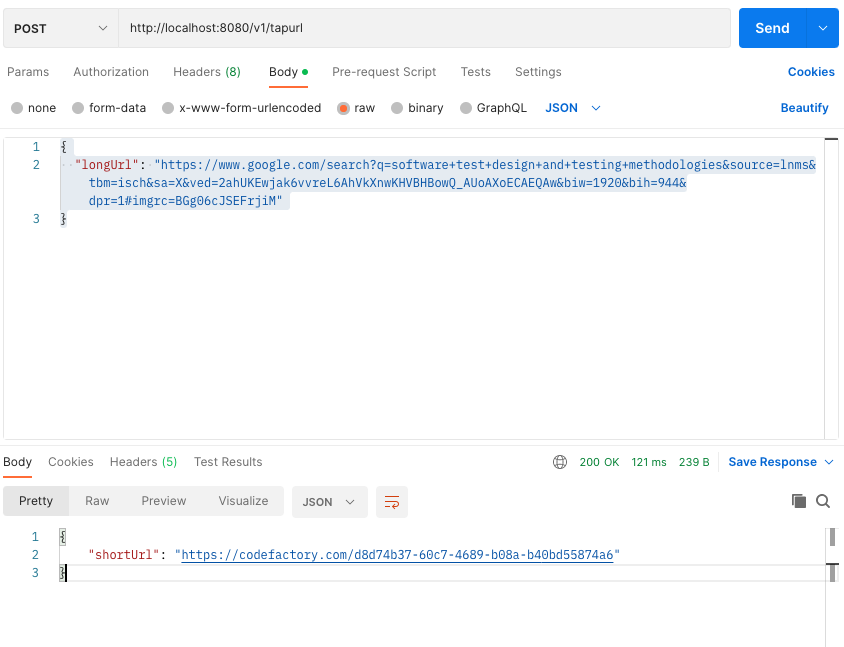 POST http://localhost:8080/v1/tapurl Send
Params Authorization Headers (8) Body Pre-request Script Tests Settings Cookies
none form-data x-www-form-urlencoded raw binary GraphQL JSON Beautify
1 {
2 "longUrl": "https://www.google.com/search?q=software+test+design+and+testing+methodologies&source=lnms&
tbm=isch&sa=X&ved=2ahUKEwjak6vvreL6AhVkXnwKHVBHBowQ_AUoAXoECAEQAw&biw=1920&bih=944&
dpr=1#imgrc=BGg06cJSEFrjiM"
3 }
Body Cookies Headers (5) Test Results 200 OK 121 ms 239 B Save Response
Pretty Raw Preview Visualize JSON
1 {
2 "shortUrl": "https://codefactory.com/d8d74b37-60c7-4689-b08a-b40bd55874a6"
3 }